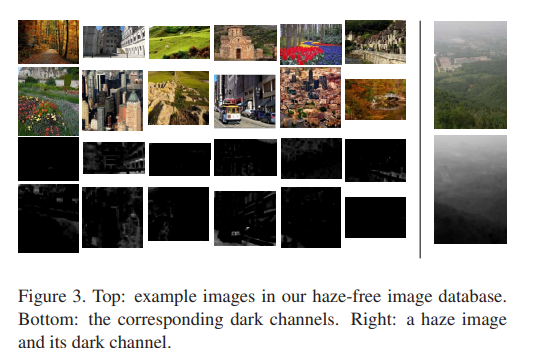 Figure 3. Top: example images in our haze-free image database.
Bottom: the corresponding dark channels. Right: a haze image
and its dark channel.